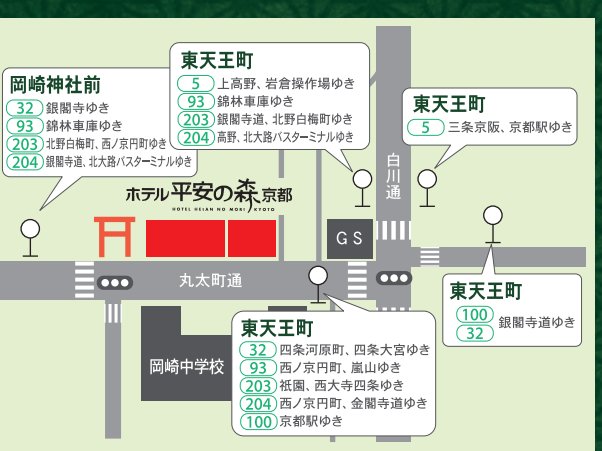 岡崎神社前
32 銀閣寺ゆき
93 錦林車庫ゆき
203 北野白梅町、西ノ京円町ゆき
204 銀閣寺道、北大路バスターミナルゆき
東天王町
5 上高野、岩倉操作場ゆき
93 錦林車庫ゆき
203 銀閣寺道、北野白梅町ゆき
204 高野、北大路バスターミナルゆき
東天王町
5 三条京阪、京都駅ゆき
白川通
ホテル平安の森京都
HOTEL HEIAN NO MORI KYOTO
GS
丸太町通
東天王町
100
32
銀閣寺道ゆき
岡崎中学校
東天王町
32 四条河原町、四条大宮ゆき
93 西ノ京円町、嵐山ゆき
203 祇園、西大寺四条ゆき
204 西ノ京円町、金閣寺道ゆき
100 京都駅ゆき